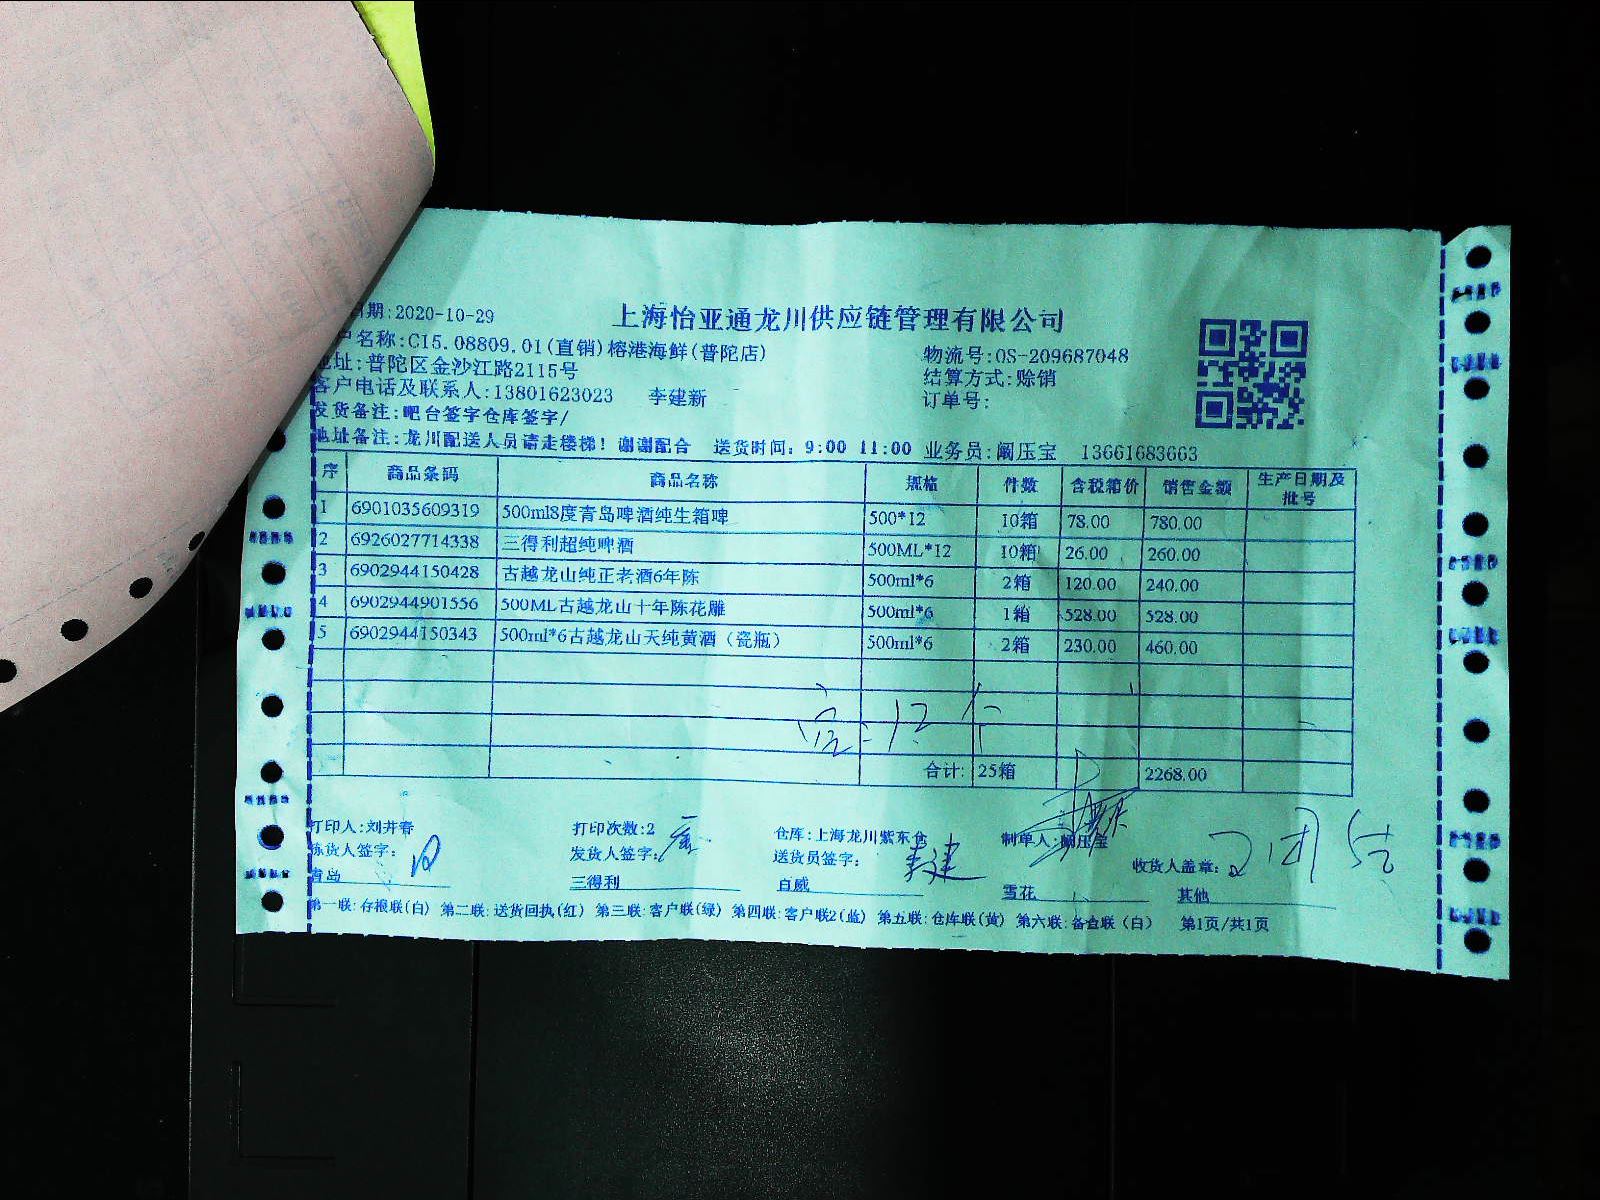 日期:2020-10-29
上海怡亚通龙川供应链管理有限公司
户名称:CI5.08809.01(直销)榕港海鲜(普陀店)
物流号:OS-209687048
地址:普陀区金沙江路2115号
结算方式:赊销
客户电话及联系人:13801623023 李建新
订单号:
发货备注:吧台签字仓库签字/
地址备注:龙川配送人员请走楼梯! 谢谢配合 送货时间: 9:00 11:00 业务员:阚压宝 13661683663
序 商品条码 商品名称 规格 件数 含税箱价 销售金额 生产日期及批号
1 6901035609319 500ml8度青岛啤酒纯生箱啤 500*12 10箱 78.00 780.00
2 6926027714338 三得利超纯啤酒 500ML*12 10箱 26.00 260.00
3 6902944150428 古越龙山纯正老酒6年陈 500ml*6 2箱 120.00 240.00
4 6902944901556 500ML古越龙山十年陈花雕 500ml*6 1箱 528.00 528.00
5 6902944150343 500ml*6古越龙山天纯黄酒（瓷瓶） 500ml*6 2箱 230.00 460.00
合计: 25箱 2268.00
打印人:刘井春 打印次数:2 仓库:上海龙川紫东仓 制单人:阚压宝
拣货人签字: 发货人签字: 送货员签字: 收货人盖章:
青岛 三得利 百威 雪花 其他
第一联:存根联(白) 第二联:送货回执(红) 第三联:客户联(绿) 第四联:客户联2(蓝) 第五联:仓库联(黄) 第六联:备查联（白） 第1页/共1页